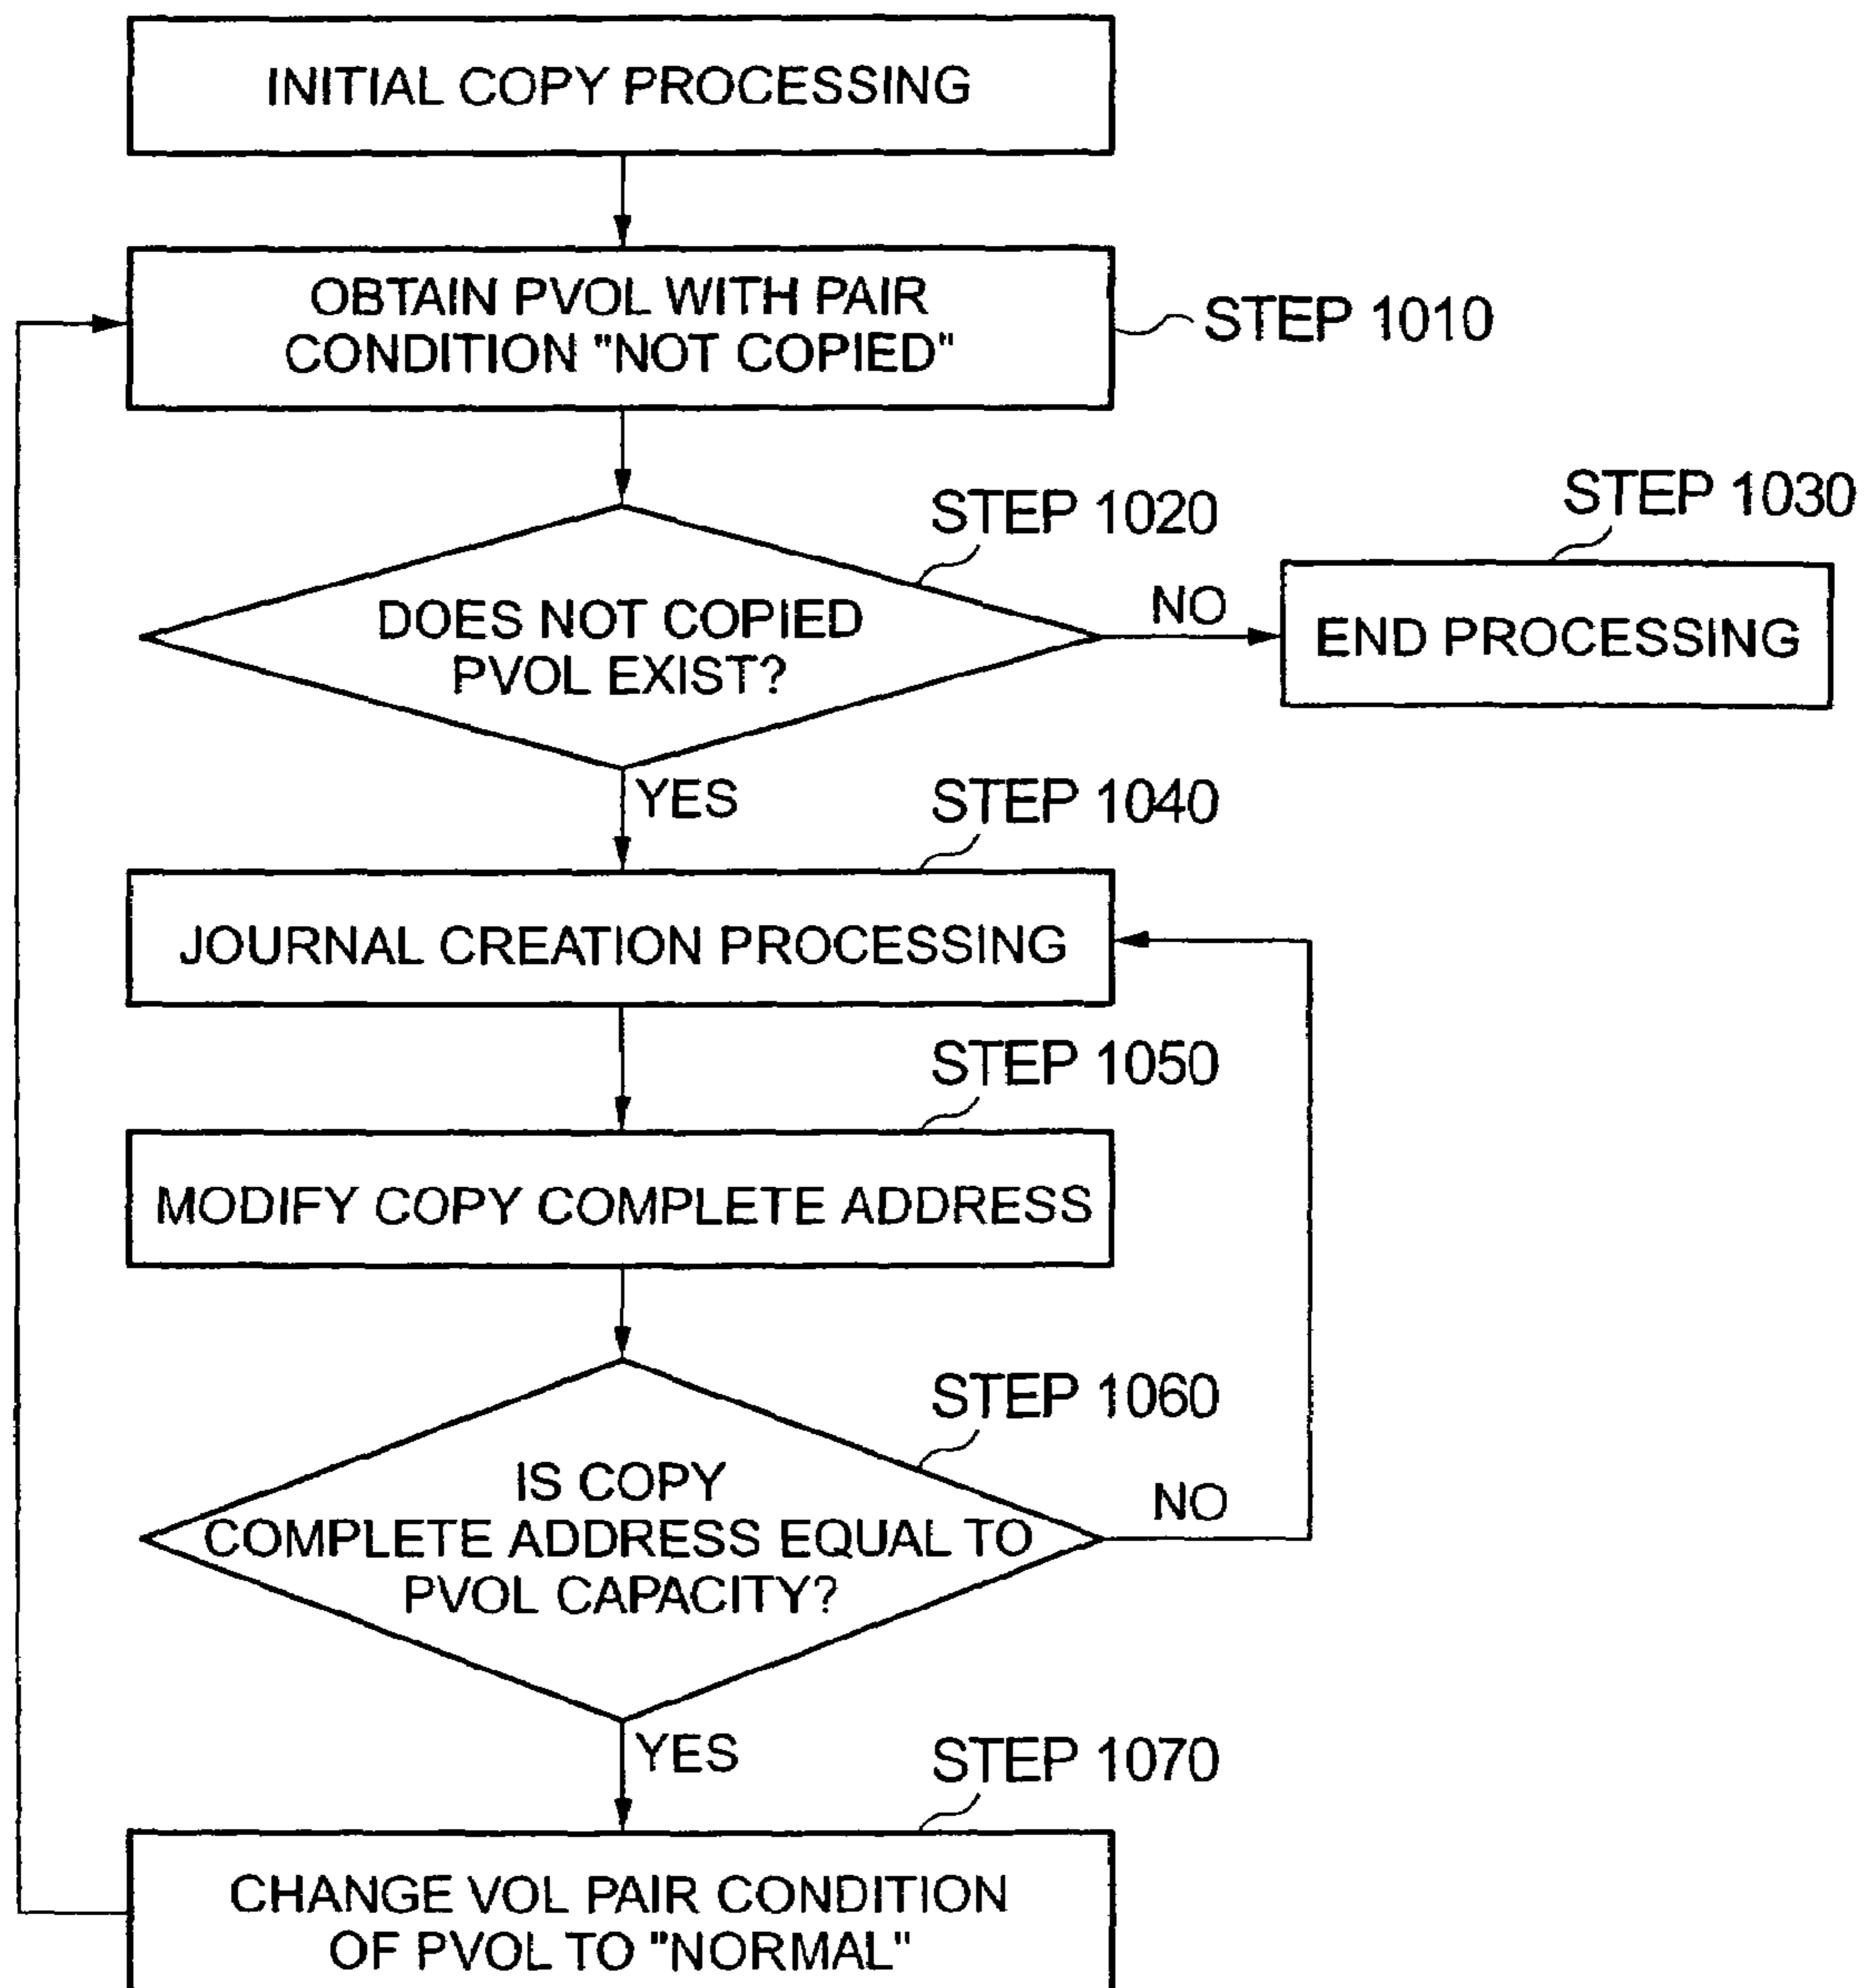 INITIAL COPY PROCESSING
OBTAIN PVOL WITH PAIR
CONDITION "NOT COPIED"
STEP 1010
STEP 1020
STEP 1030
DOES NOT COPIED
PVOL EXIST?
NO
END PROCESSING
YES
STEP 1040
JOURNAL CREATION PROCESSING
STEP 1050
MODIFY COPY COMPLETE ADDRESS
STEP 1060
IS COPY
COMPLETE ADDRESS EQUAL TO
PVOL CAPACITY?
NO
YES
STEP 1070
CHANGE VOL PAIR CONDITION
OF PVOL TO "NORMAL"